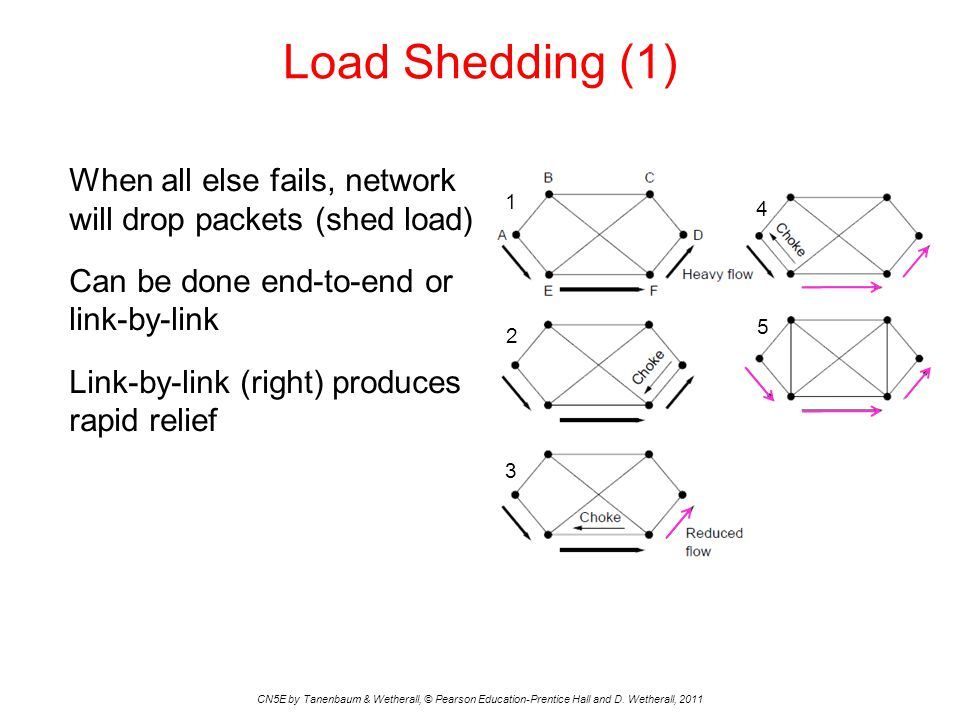 Load Shedding (1)
When all else fails, network
will drop packets (shed load)
Can be done end-to-end or
link-by-link
Link-by-link (right) produces
rapid relief
1
B
C
A
D
E
F
Heavy flow
2
Choke
3
Choke
Reduced
flow
4
Choke
5
CN5E by Tanenbaum & Wetherall, © Pearson Education-Prentice Hall and D. Wetherall, 2011